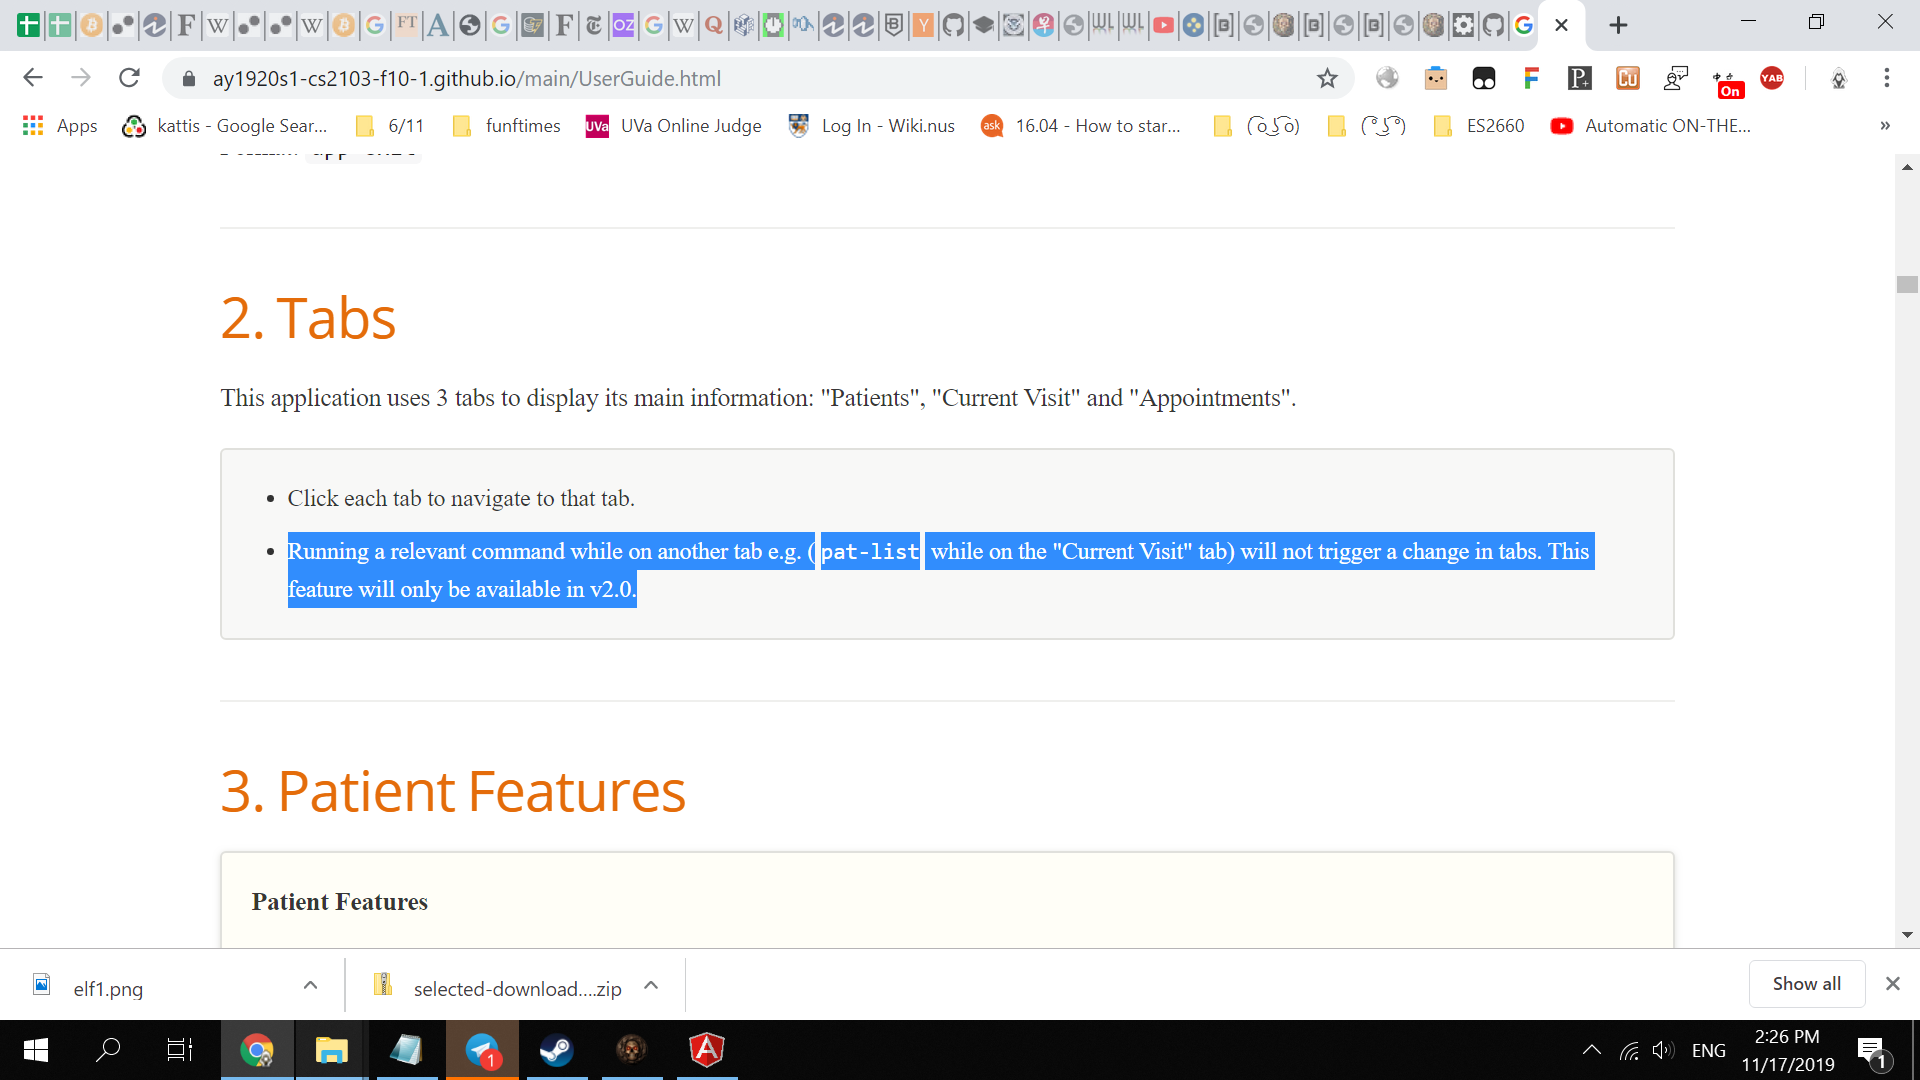 ay1920s1-cs2103-f10-1.github.io/main/UserGuide.html
On
YAB
Apps
kattis - Google Sear...
6/11
funftimes
UVa Online Judge
Log In - Wiki.nus
ask
16.04 - How to star...
( ͡o ͜ʖ ͡o)
( ͡° ͜ʖ ͡°)
ES2660
Automatic ON-THE...
»
2. Tabs
This application uses 3 tabs to display its main information: "Patients", "Current Visit" and "Appointments".
• Click each tab to navigate to that tab.
• Running a relevant command while on another tab e.g. ( pat-list while on the "Current Visit" tab) will not trigger a change in tabs. This
feature will only be available in v2.0.
3. Patient Features
Patient Features
elf1.png
selected-download....zip
Show all
1
ENG
2:26 PM
11/17/2019
1